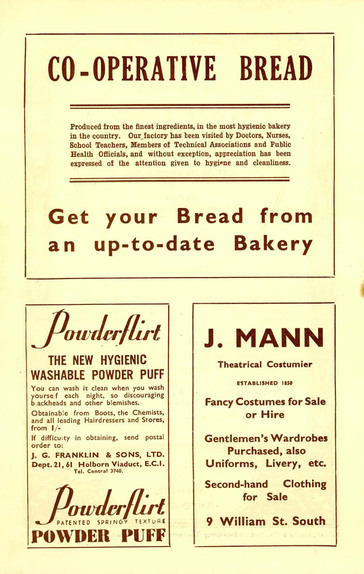 CO-OPERATIVE BREAD
Produced from the finest ingredients, in the most hygienic bakery
in the country. Our factory has been visited by Doctors, Nurses,
School Teachers, Members of Technical Associations and Public
Health Officials, and without exception, appreciation has been
expressed of the attention given to hygiene and cleanliness.
Get your Bread from
an up-to-date Bakery
Powderflirt
THE NEW HYGIENIC
WASHABLE POWDER PUFF
You can wash it clean when you wash
yourse f each night, so discouraging
b ackheads and other blemishes.
Obtainable from Boots, the Chemists,
and all leading Hairdressers and Stores,
from 1/-
If difficulty in obtaining, send postal
order to:
J. G. FRANKLIN & SONS, LTD.
Dept. 21, 61 Holborn Viaduct, E.C.1.
Tel. Central 3740.
Powderflirt
PATENTED SPRINGY TEXTURE
POWDER PUFF
J. MANN
Theatrical Costumier
ESTABLISHED 1850
Fancy Costumes for Sale
or Hire
Gentlemen's Wardrobes
Purchased, also
Uniforms, Livery, etc.
Second-hand Clothing
for Sale
9 William St. South